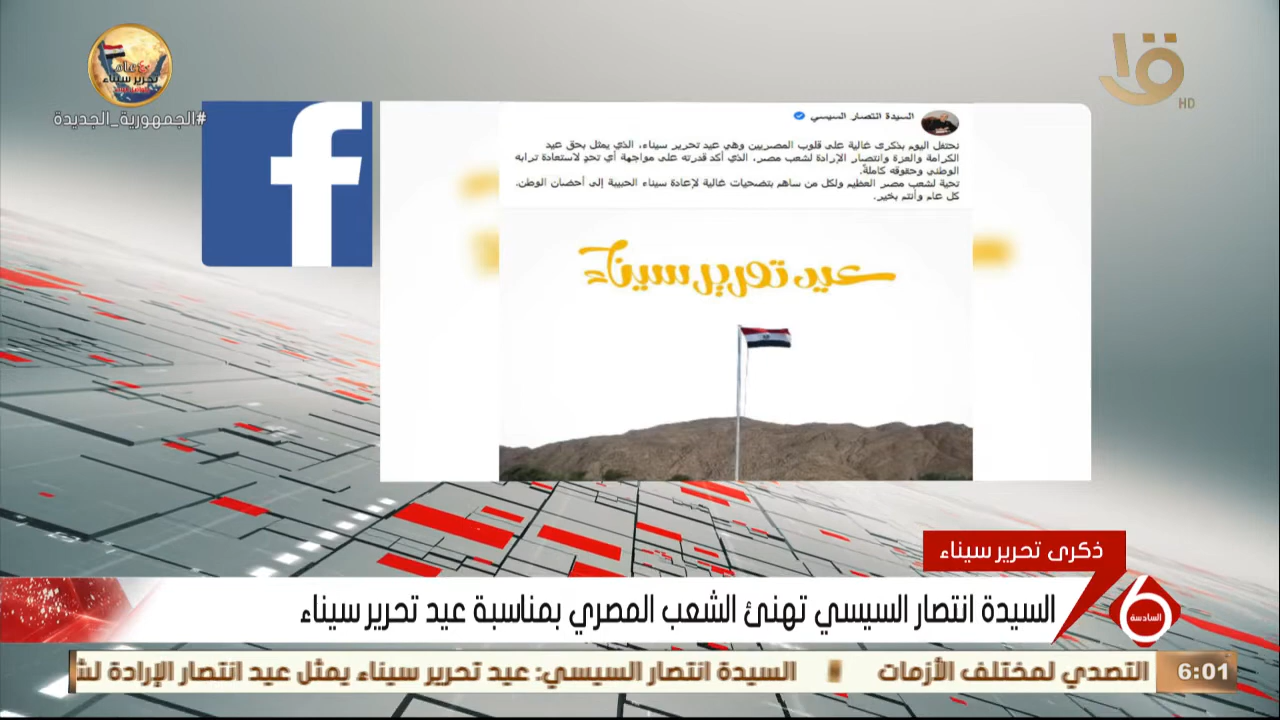 عام
تحرير سيناء
#الجمهورية_الجديدة
HD
السيدة انتصار السيسي
نحتفل اليوم بذكرى غالية على قلوب المصريين وهي عيد تحرير سيناء، الذي يمثل بحق عيد
الكرامة والعزة وانتصار الإرادة لشعب مصر، الذي أكد قدرته على مواجهة أي تحدٍ لاستعادة ترابه
الوطني وحقوقه كاملةً.
تحية لشعب مصر العظيم ولكل من ساهم بتضحيات غالية لإعادة سيناء الحبيبة إلى أحضان الوطن.
كل عام وأنتم بخير.
عيد تحرير سيناء
ذكرى تحرير سيناء
السيدة انتصار السيسي تهنئ الشعب المصري بمناسبة عيد تحرير سيناء
السادسة
6:01 التصدي لمختلف الأزمات السيدة انتصار السيسي: عيد تحرير سيناء يمثل عيد انتصار الإرادة لش